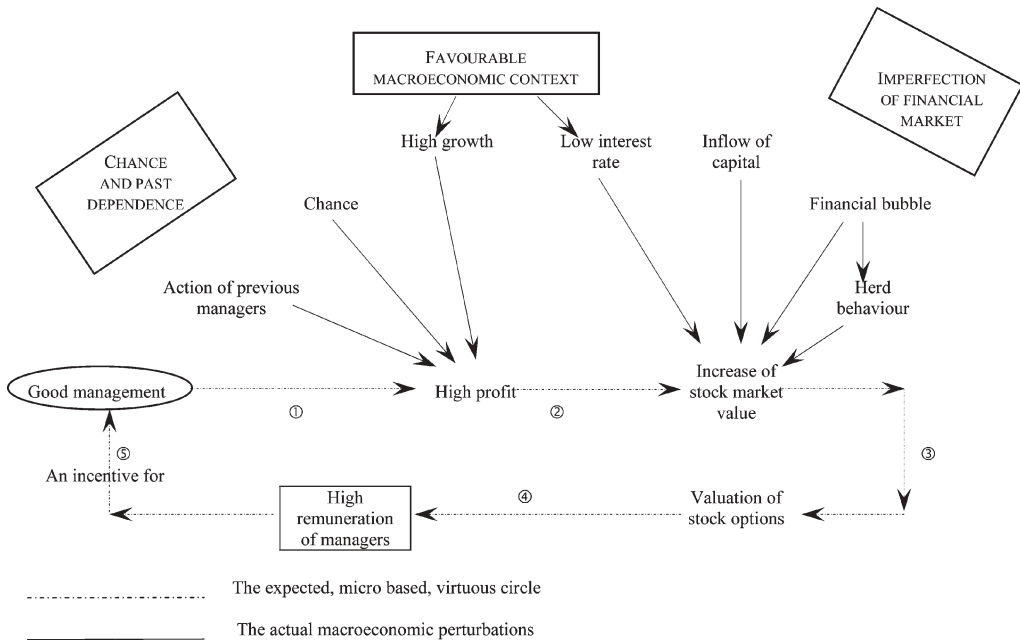 FAVOURABLE
MACROECONOMIC CONTEXT
IMPERFECTION
OF FINANCIAL
MARKET
CHANCE
AND PAST
DEPENDENCE
High growth
Low interest
rate
Inflow of
capital
Chance
Financial bubble
Action of previous
managers
Herd
behaviour
Good management
①
High profit
②
Increase of
stock market
value
③
⑤
An incentive for
High
remuneration
of managers
④
Valuation of
stock options
The expected, micro based, virtuous circle
The actual macroeconomic perturbations